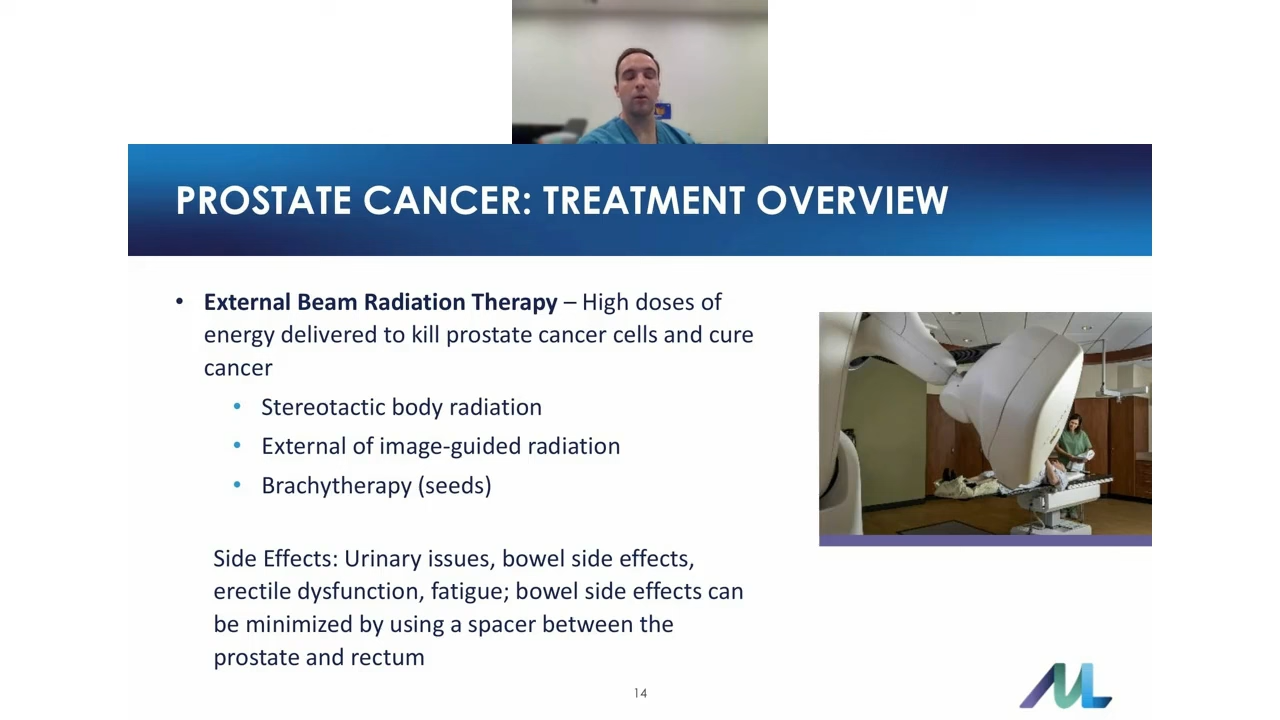 PROSTATE CANCER: TREATMENT OVERVIEW
• External Beam Radiation Therapy – High doses of
energy delivered to kill prostate cancer cells and cure
cancer
• Stereotactic body radiation
• External of image-guided radiation
• Brachytherapy (seeds)
Side Effects: Urinary issues, bowel side effects,
erectile dysfunction, fatigue; bowel side effects can
be minimized by using a spacer between the
prostate and rectum
14